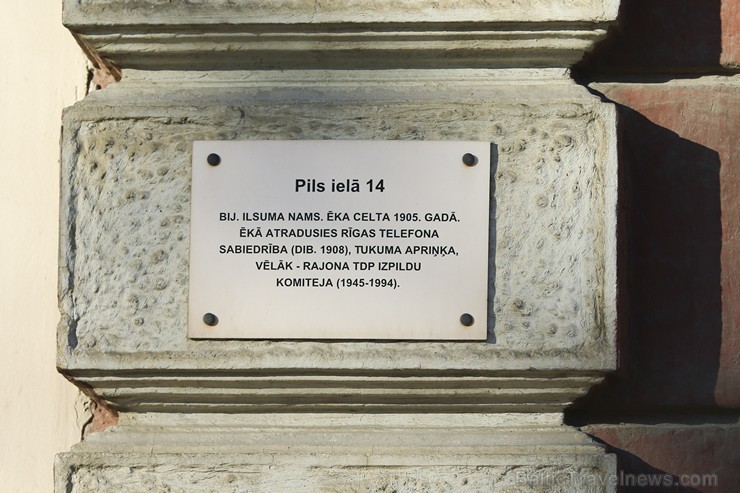 Pils ielā 14
BIJ. ILSUMA NAMS. ĒKA CELTA 1905. GADĀ.
ĒKĀ ATRADUSIES RĪGAS TELEFONA
SABIEDRĪBA (DIB. 1908), TUKUMA APRIŅĶA,
VĒLĀK - RAJONA TDP IZPILDU
KOMITEJA (1945-1994).
BalticTravelnews.com